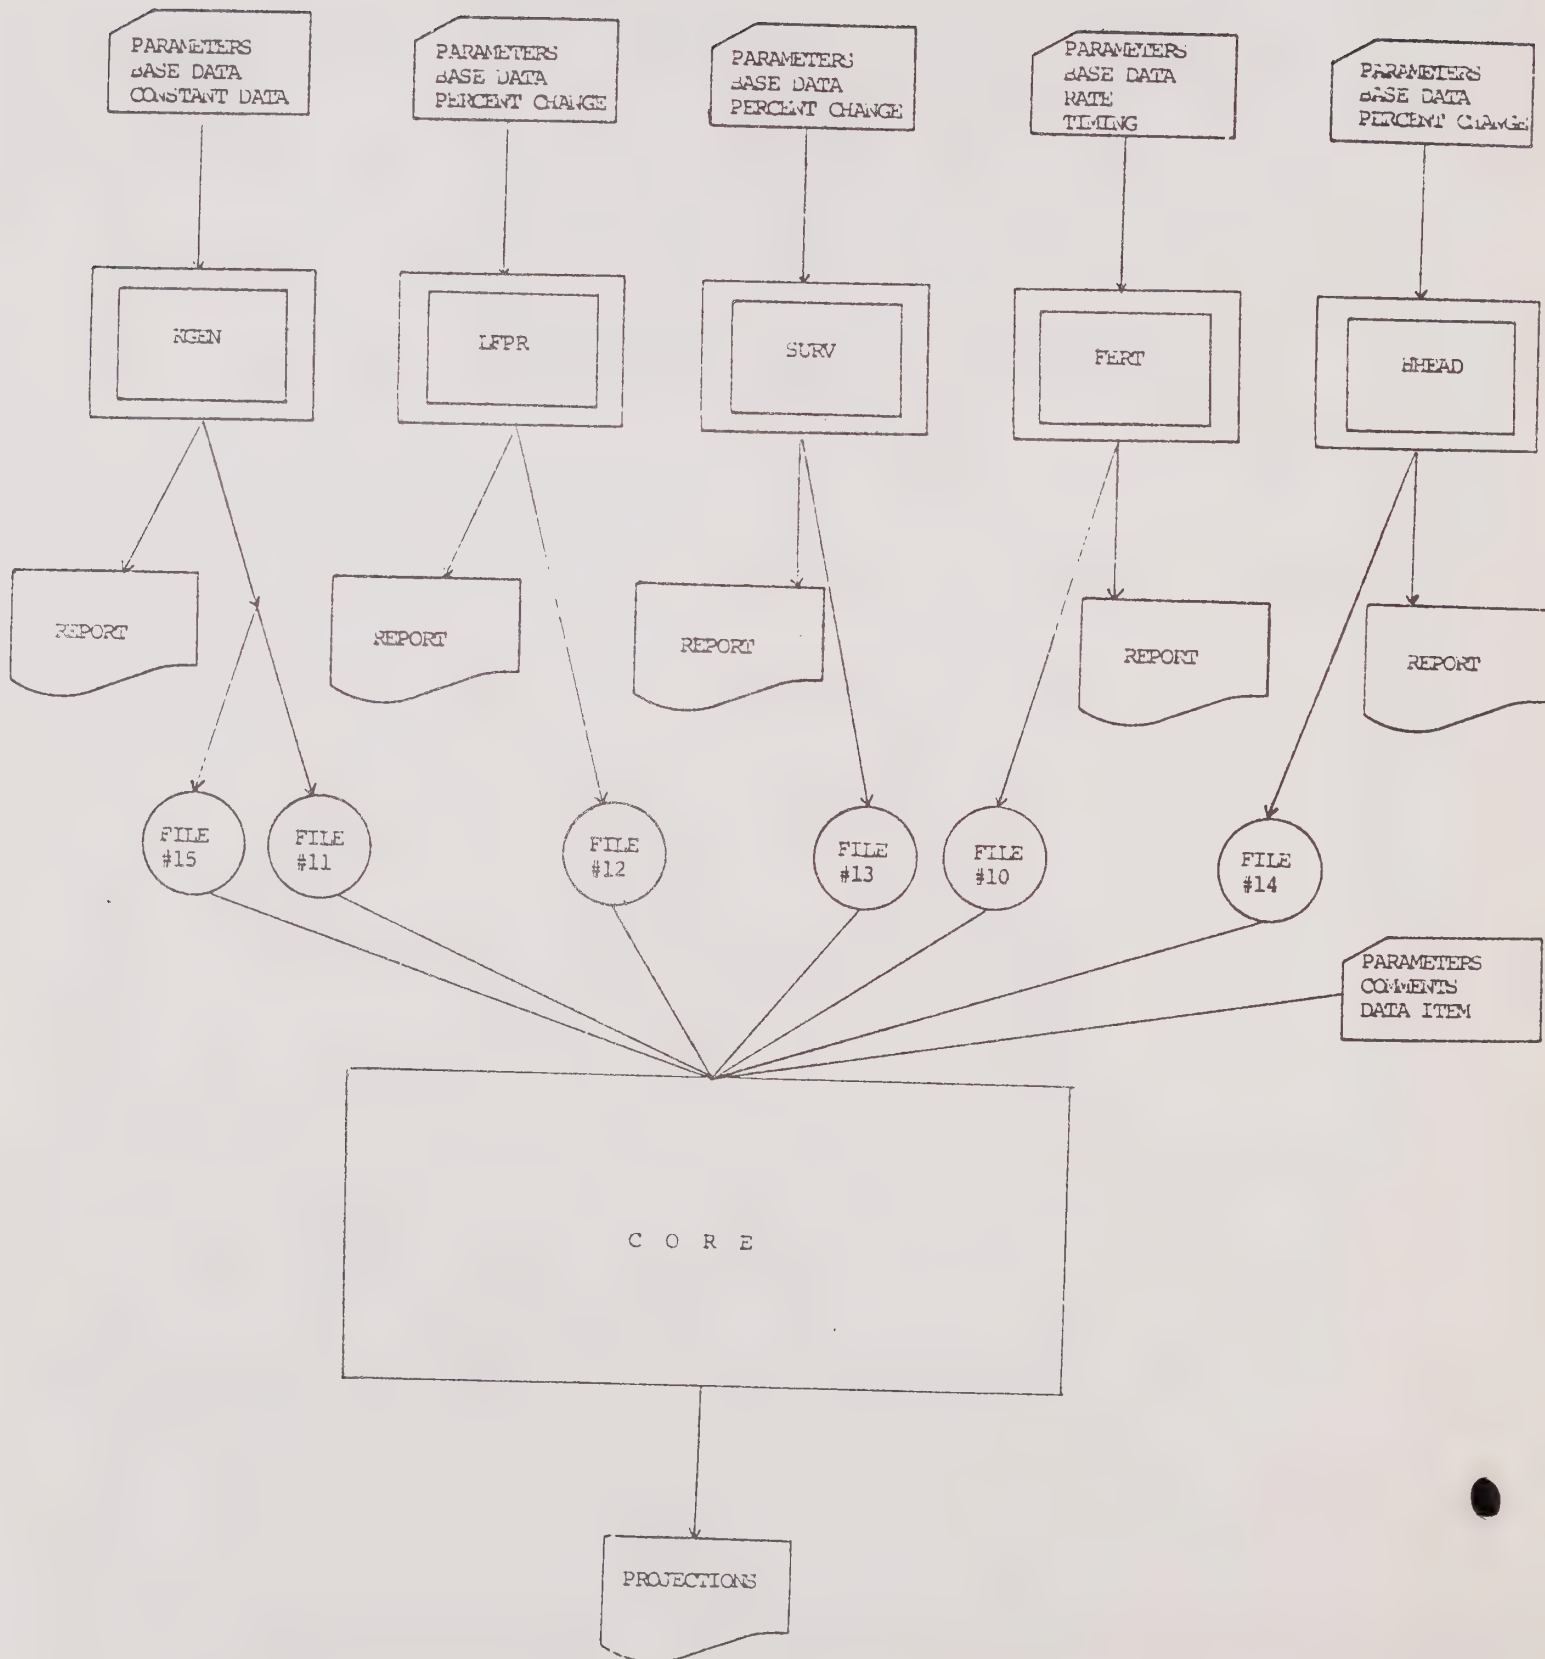 PARAMETERS
BASE DATA
CONSTANT DATA
PARAMETERS
BASE DATA
PERCENT CHANGE
PARAMETERS
BASE DATA
PERCENT CHANGE
PARAMETERS
BASE DATA
RATE
TIMING
PARAMETERS
BASE DATA
PERCENT CHANGE
LFPR
SURV
FERT
HHEAD
REPORT
REPORT
REPORT
REPORT
REPORT
FILE
#15
FILE
#11
FILE
#12
FILE
#13
FILE
#10
FILE
#14
PARAMETERS
COMMENTS
DATA ITEM
C O R E
PROJECTIONS